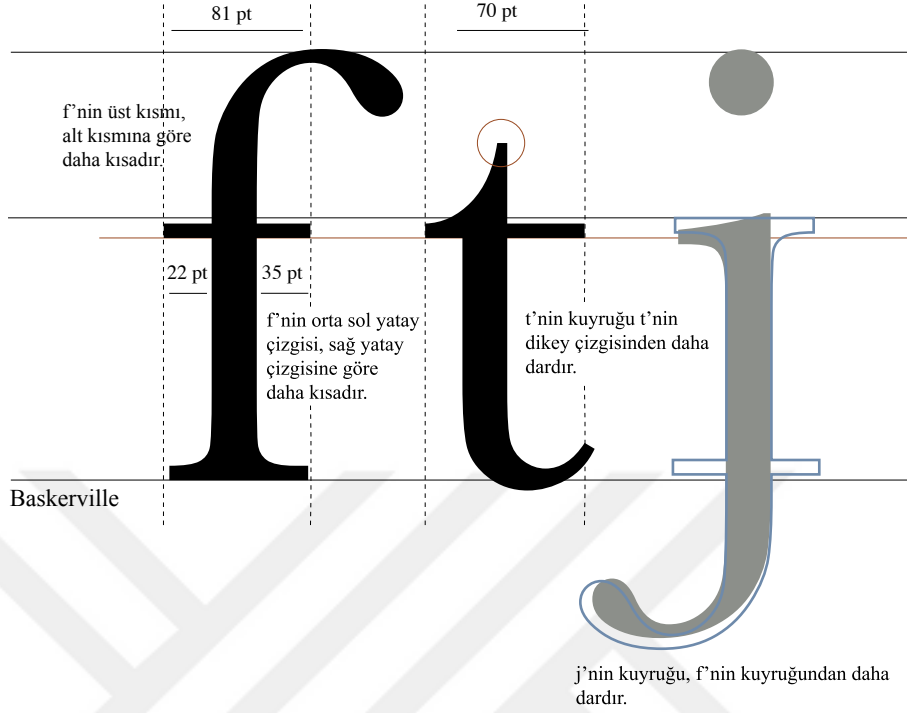 81 pt
70 pt
f t j
f’nin üst kısmı,
alt kısmına göre
daha kısadır.
22 pt
35 pt
f’nin orta sol yatay
çizgisi, sağ yatay
çizgisine göre
daha kısadır.
t’nin kuyruğu t’nin
dikey çizgisinden daha
dardır.
Baskerville
j’nin kuyruğu, f’nin kuyruğundan daha
dardır.